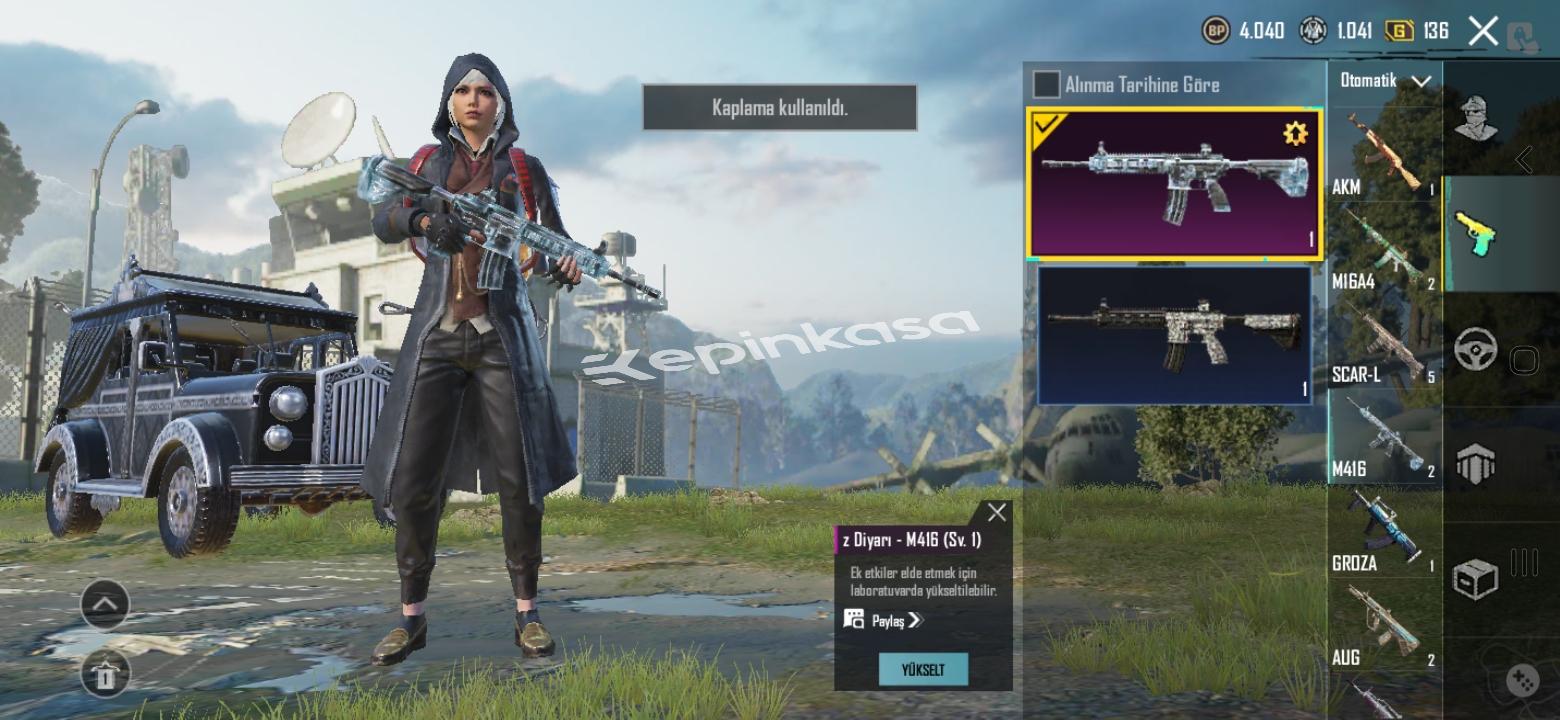 BP 4.040 1.041 G 136
Alınma Tarihine Göre
Otomatik
Kaplama kullanıldı.
1
1
AKM 1
M16A4 2
SCAR-L 5
M416 2
GROZA 1
AUG 2
epinkasa
z Diyarı - M416 (Sv. 1)
Ek etkiler elde etmek için
laboratuvarda yükseltilebilir.
Paylaş
YÜKSELT